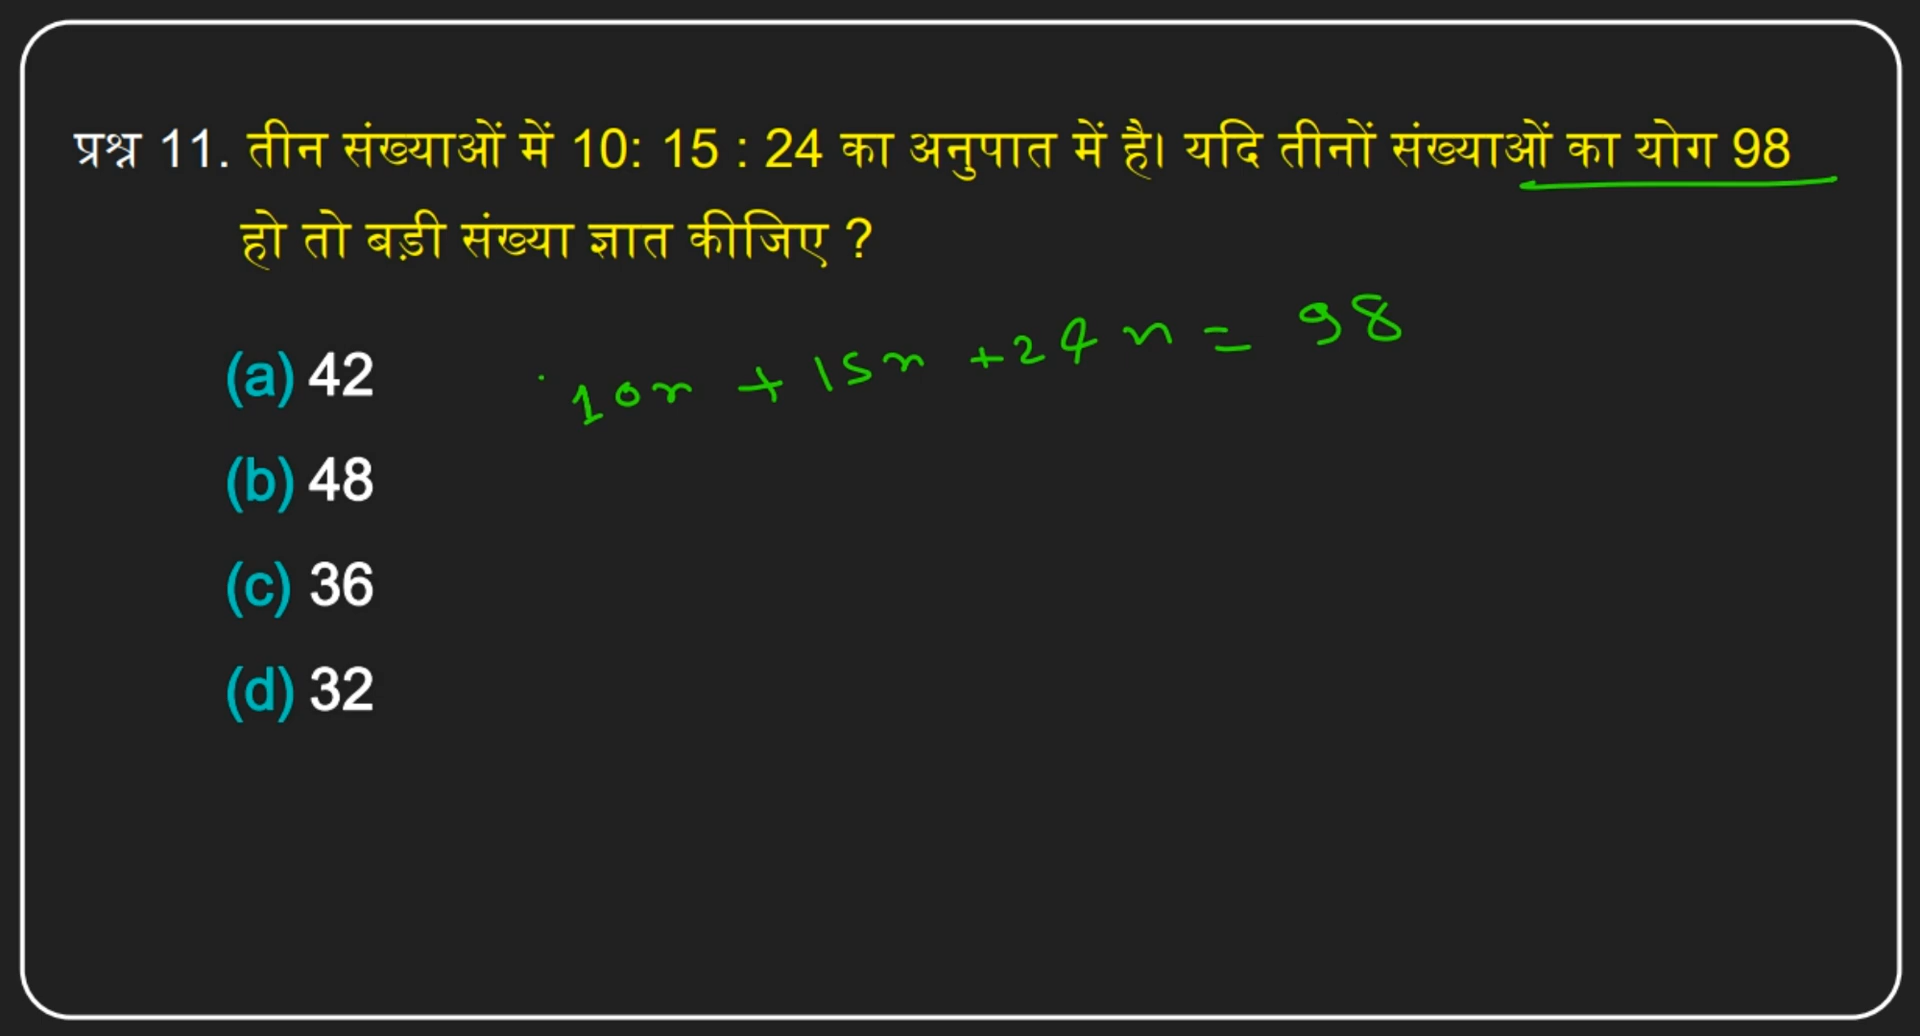 प्रश्न 11. तीन संख्याओं में 10: 15 : 24 का अनुपात में है। यदि तीनों संख्याओं का योग 98
हो तो बड़ी संख्या ज्ञात कीजिए ?
(a) 42
10x + 15x + 24x = 98
(b) 48
(c) 36
(d) 32